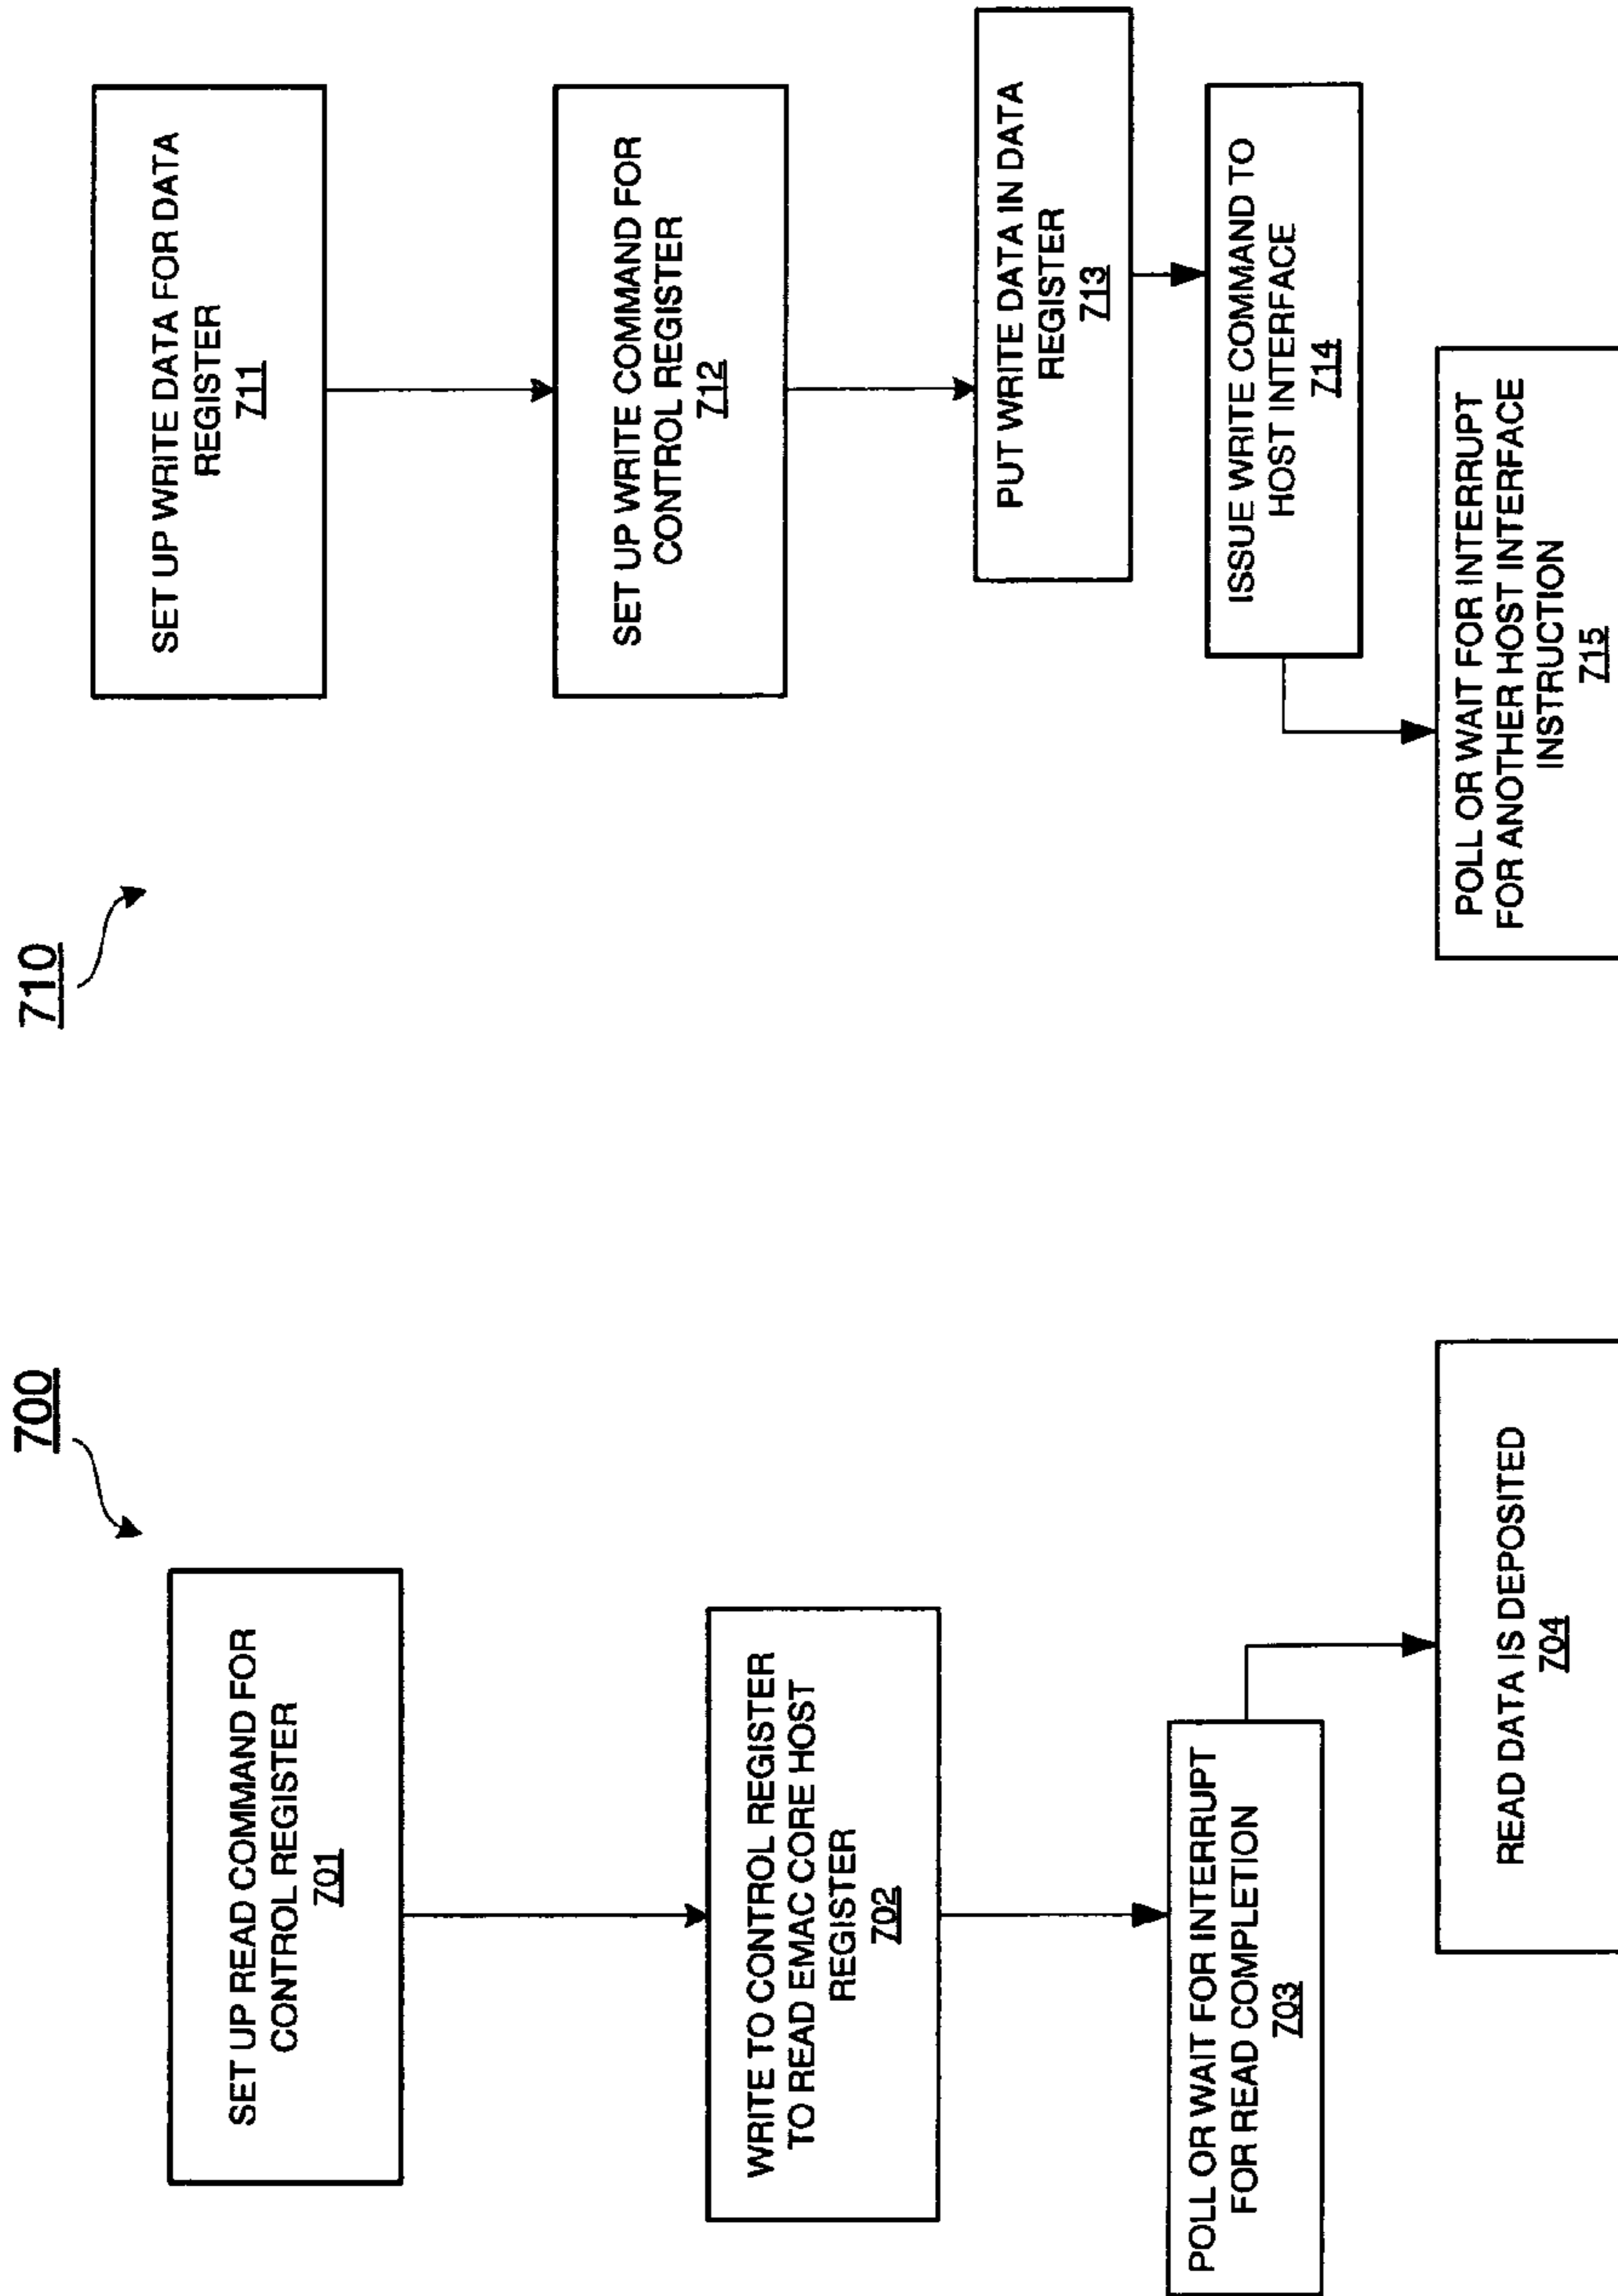 700
SET UP READ COMMAND FOR
CONTROL REGISTER
701
WRITE TO CONTROL REGISTER
TO READ EMAC CORE HOST
REGISTER
702
POLL OR WAIT FOR INTERRUPT
FOR READ COMPLETION
703
READ DATA IS DEPOSITED
704
710
SET UP WRITE DATA FOR DATA
REGISTER
711
SET UP WRITE COMMAND FOR
CONTROL REGISTER
712
PUT WRITE DATA IN DATA
REGISTER
713
ISSUE WRITE COMMAND TO
HOST INTERFACE
714
POLL OR WAIT FOR INTERRUPT
FOR ANOTHER HOST INTERFACE
INSTRUCTION
715